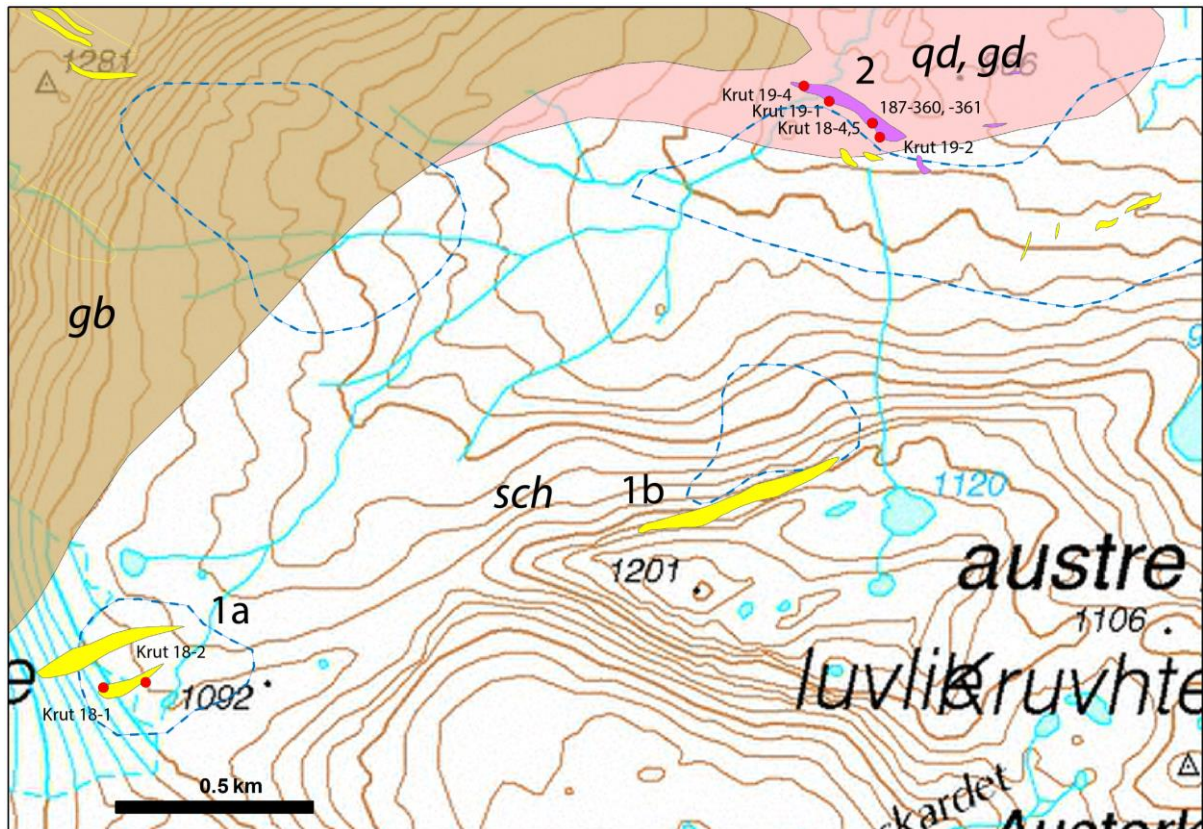 1281
qd, gd
2
Krut 19-4
Krut 19-1
187-360, -361
Krut 18-4,5
Krut 19-2
gb
sch
1b
1120
1201
austre
1106
1a
Krut 18-2
luvlie
Kruvhte
1092
Krut 18-1
0.5 km
skardet